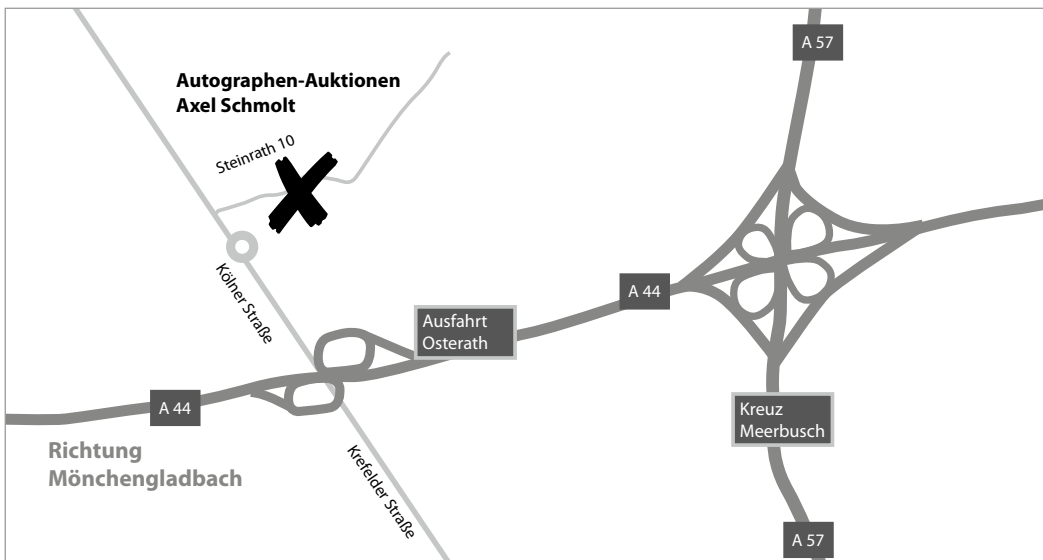 A 57
Autographen-Auktionen
Axel Schmolt
Steinrath 10
Kölner Straße
A 44
Ausfahrt
Osterath
A 44
Kreuz
Meerbusch
Richtung
Mönchengladbach
Krefelder Straße
A 57